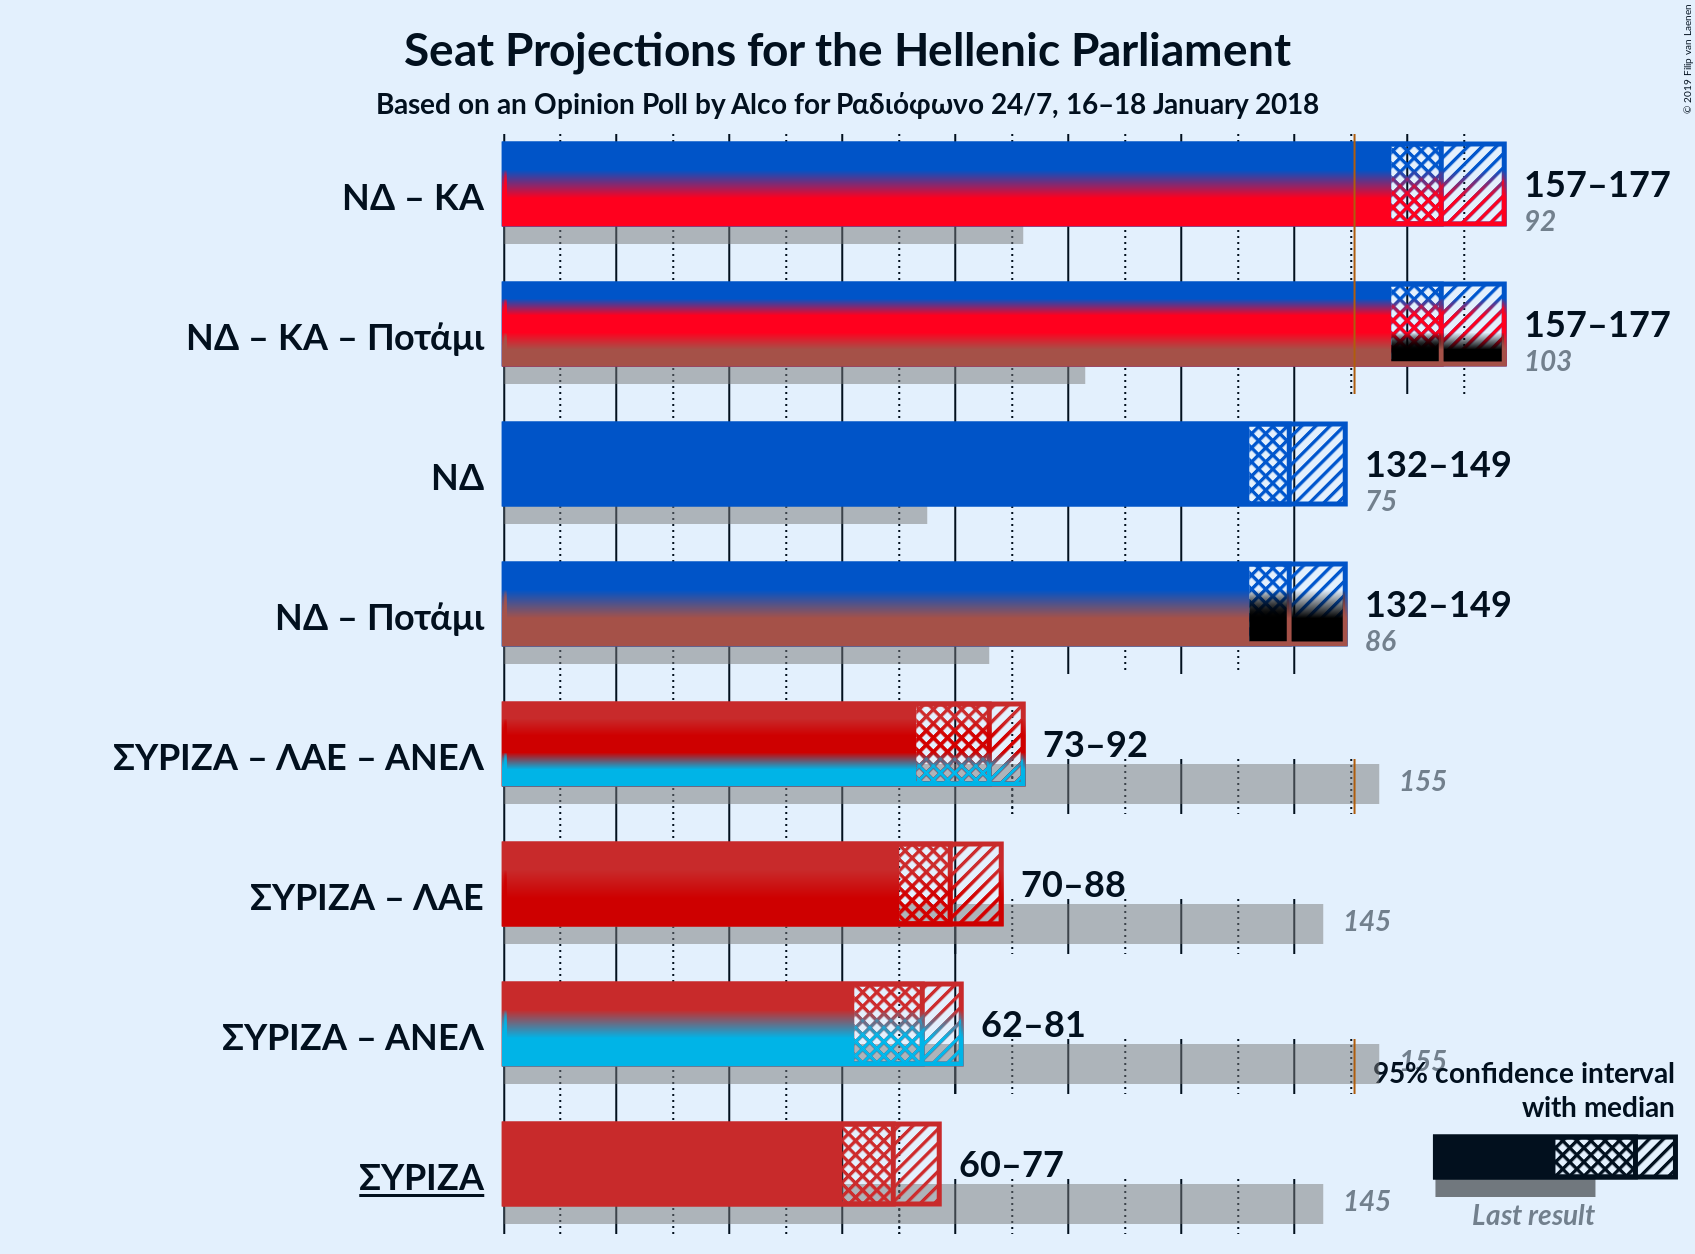 Seat Projections for the Hellenic Parliament
Based on an Opinion Poll by Alco for Ραδιόφωνο 24/7, 16–18 January 2018
© 2019 Filip van Laenen
ΝΔ – ΚΑ
157–177
92
ΝΔ – ΚΑ – Ποτάμι
157–177
103
ΝΔ
132–149
75
ΝΔ – Ποτάμι
132–149
86
ΣΥΡΙΖΑ – ΛΑΕ – ΑΝΕΛ
73–92
155
ΣΥΡΙΖΑ – ΛΑΕ
70–88
145
ΣΥΡΙΖΑ – ΑΝΕΛ
62–81
155
ΣΥΡΙΖΑ
60–77
145
95% confidence interval
with median
Last result